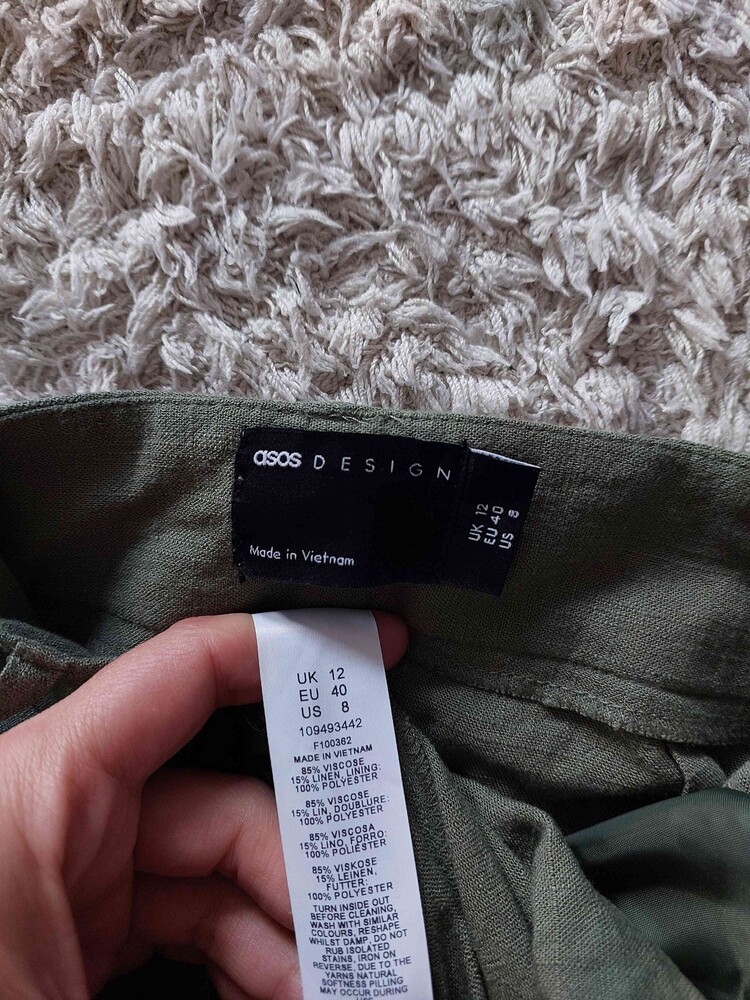 asos DESIGN
Made in Vietnam
UK 12
EU 40
US 8
UK 12
EU 40
US 8
109493442
F100362
MADE IN VIETNAM
85% VISCOSE
15% LINEN, LINING:
100% POLYESTER
85% VISCOSE
15% LIN, DOUBLURE:
100% POLYESTER
85% VISCOSA
15% LINO, FORRO:
100% POLIÉSTER
85% VISKOSE
15% LEINEN,
FUTTER:
100% POLYESTER
TURN INSIDE OUT
BEFORE CLEANING,
WASH WITH SIMILAR
COLOURS, RESHAPE
WHILST DAMP, DO NOT
RUB ISOLATED
STAINS, IRON ON
REVERSE, DUE TO THE
YARNS NATURAL
SOFTNESS PILLING
MAY OCCUR DURING